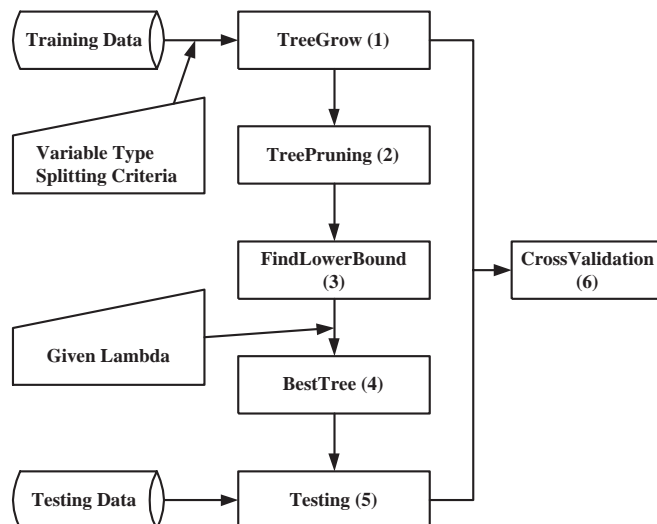 Training Data
TreeGrow (1)
Variable Type
Splitting Criteria
TreePruning (2)
FindLowerBound
(3)
CrossValidation
(6)
Given Lambda
BestTree (4)
Testing Data
Testing (5)